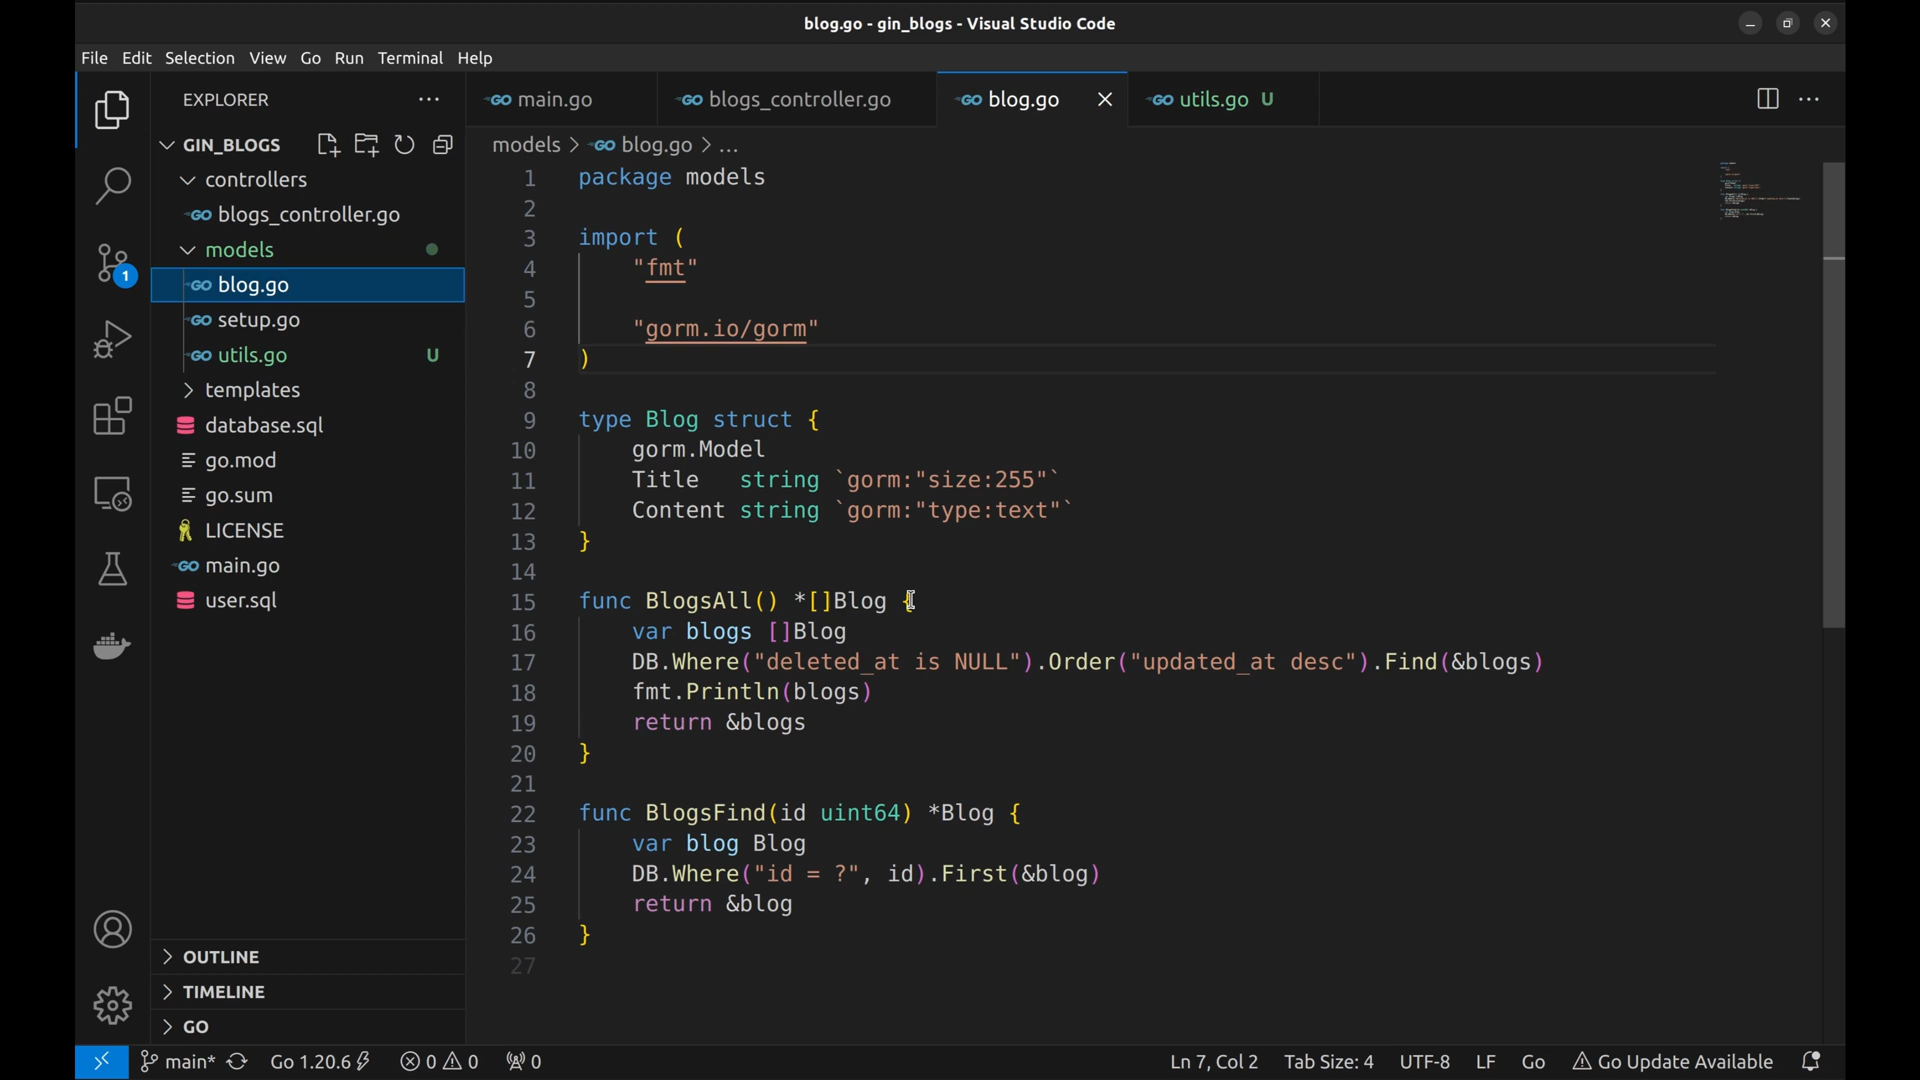 blog.go - gin_blogs - Visual Studio Code
File Edit Selection View Go Run Terminal Help
EXPLORER
GIN_BLOGS
controllers
blogs_controller.go
models
blog.go
setup.go
utils.go U
templates
database.sql
go.mod
go.sum
LICENSE
main.go
user.sql
OUTLINE
TIMELINE
GO
1
main.go blogs_controller.go blog.go utils.go U
models > blog.go > ...
1 package models
2
3 import (
4 "fmt"
5
6 "gorm.io/gorm"
7 )
8
9 type Blog struct {
10 gorm.Model
11 Title string `gorm:"size:255"`
12 Content string `gorm:"type:text"`
13 }
14
15 func BlogsAll() *[]Blog {
16 var blogs []Blog
17 DB.Where("deleted_at is NULL").Order("updated_at desc").Find(&blogs)
18 fmt.Println(blogs)
19 return &blogs
20 }
21
22 func BlogsFind(id uint64) *Blog {
23 var blog Blog
24 DB.Where("id = ?", id).First(&blog)
25 return &blog
26 }
27
main* Go 1.20.6 0 0 0 Ln 7, Col 2 Tab Size: 4 UTF-8 LF Go Go Update Available